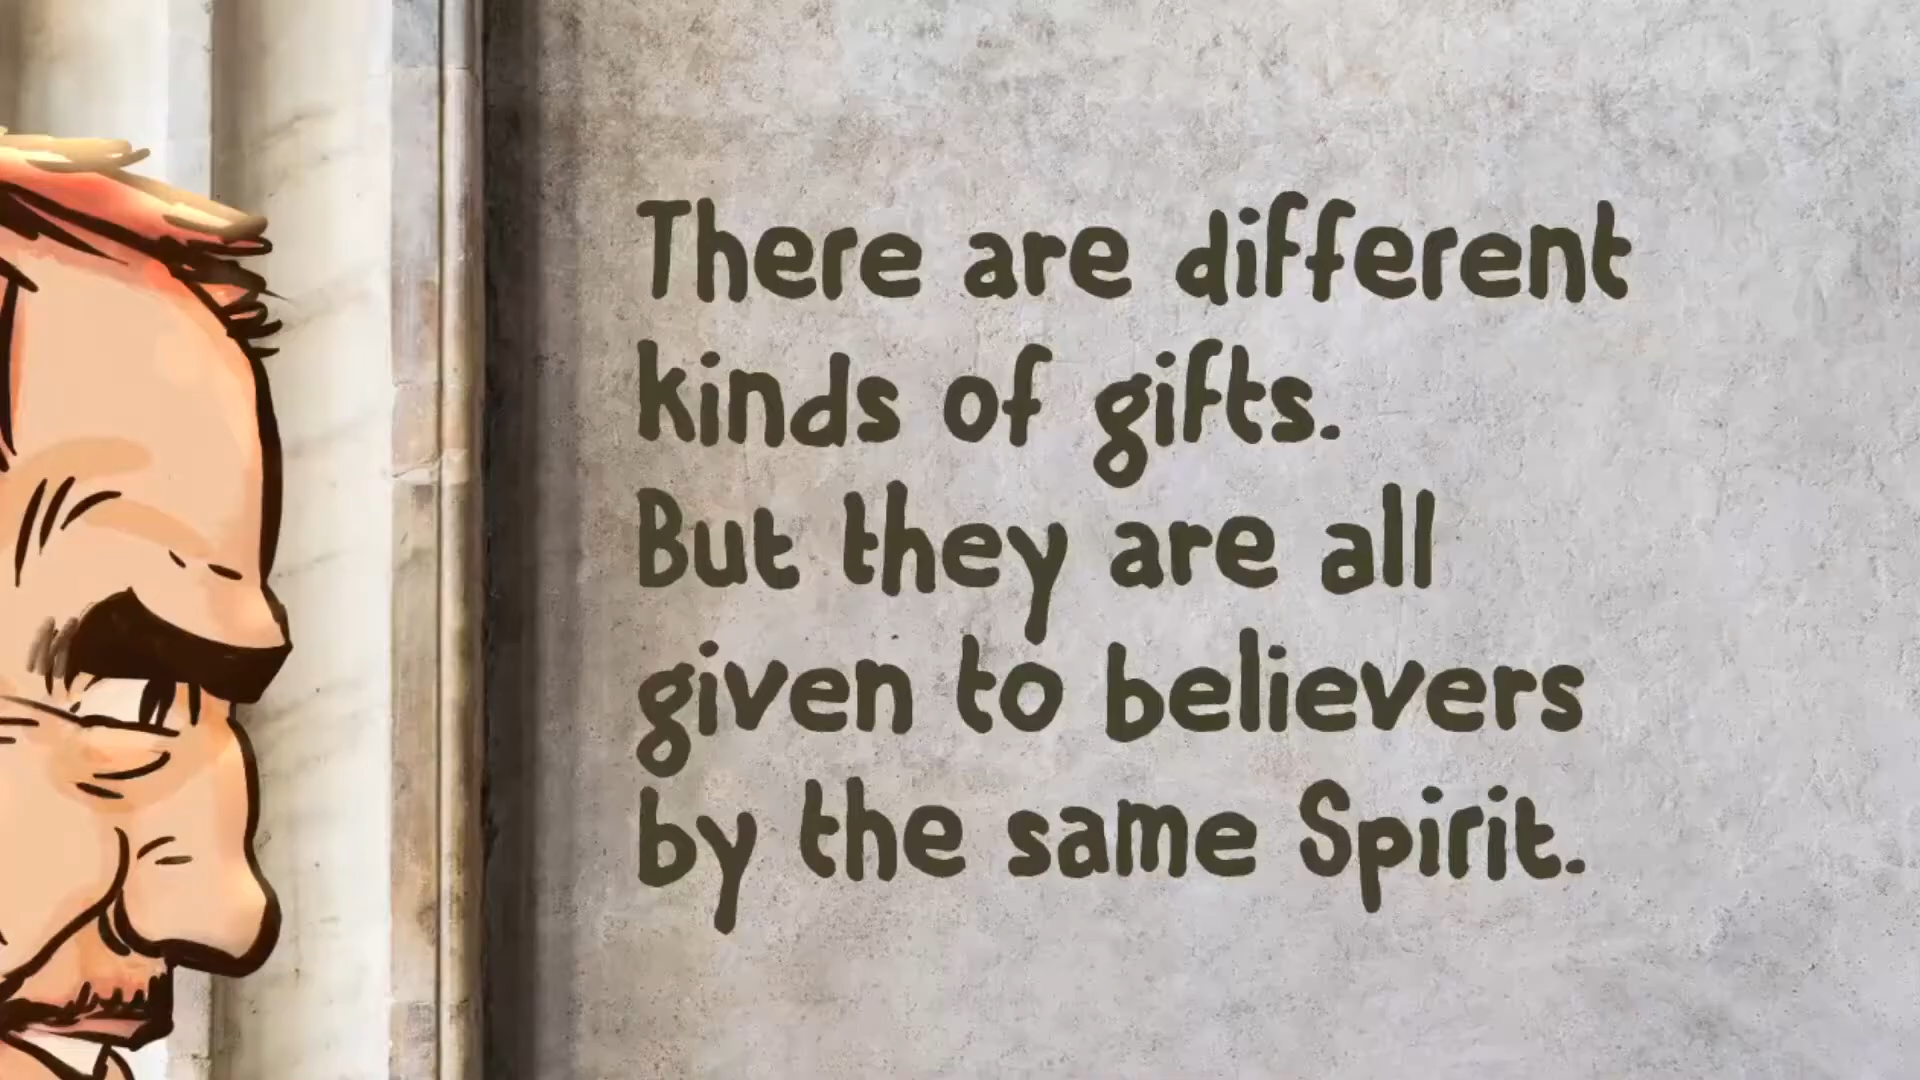 There are different
kinds of gifts.
But they are all
given to believers
by the same Spirit.